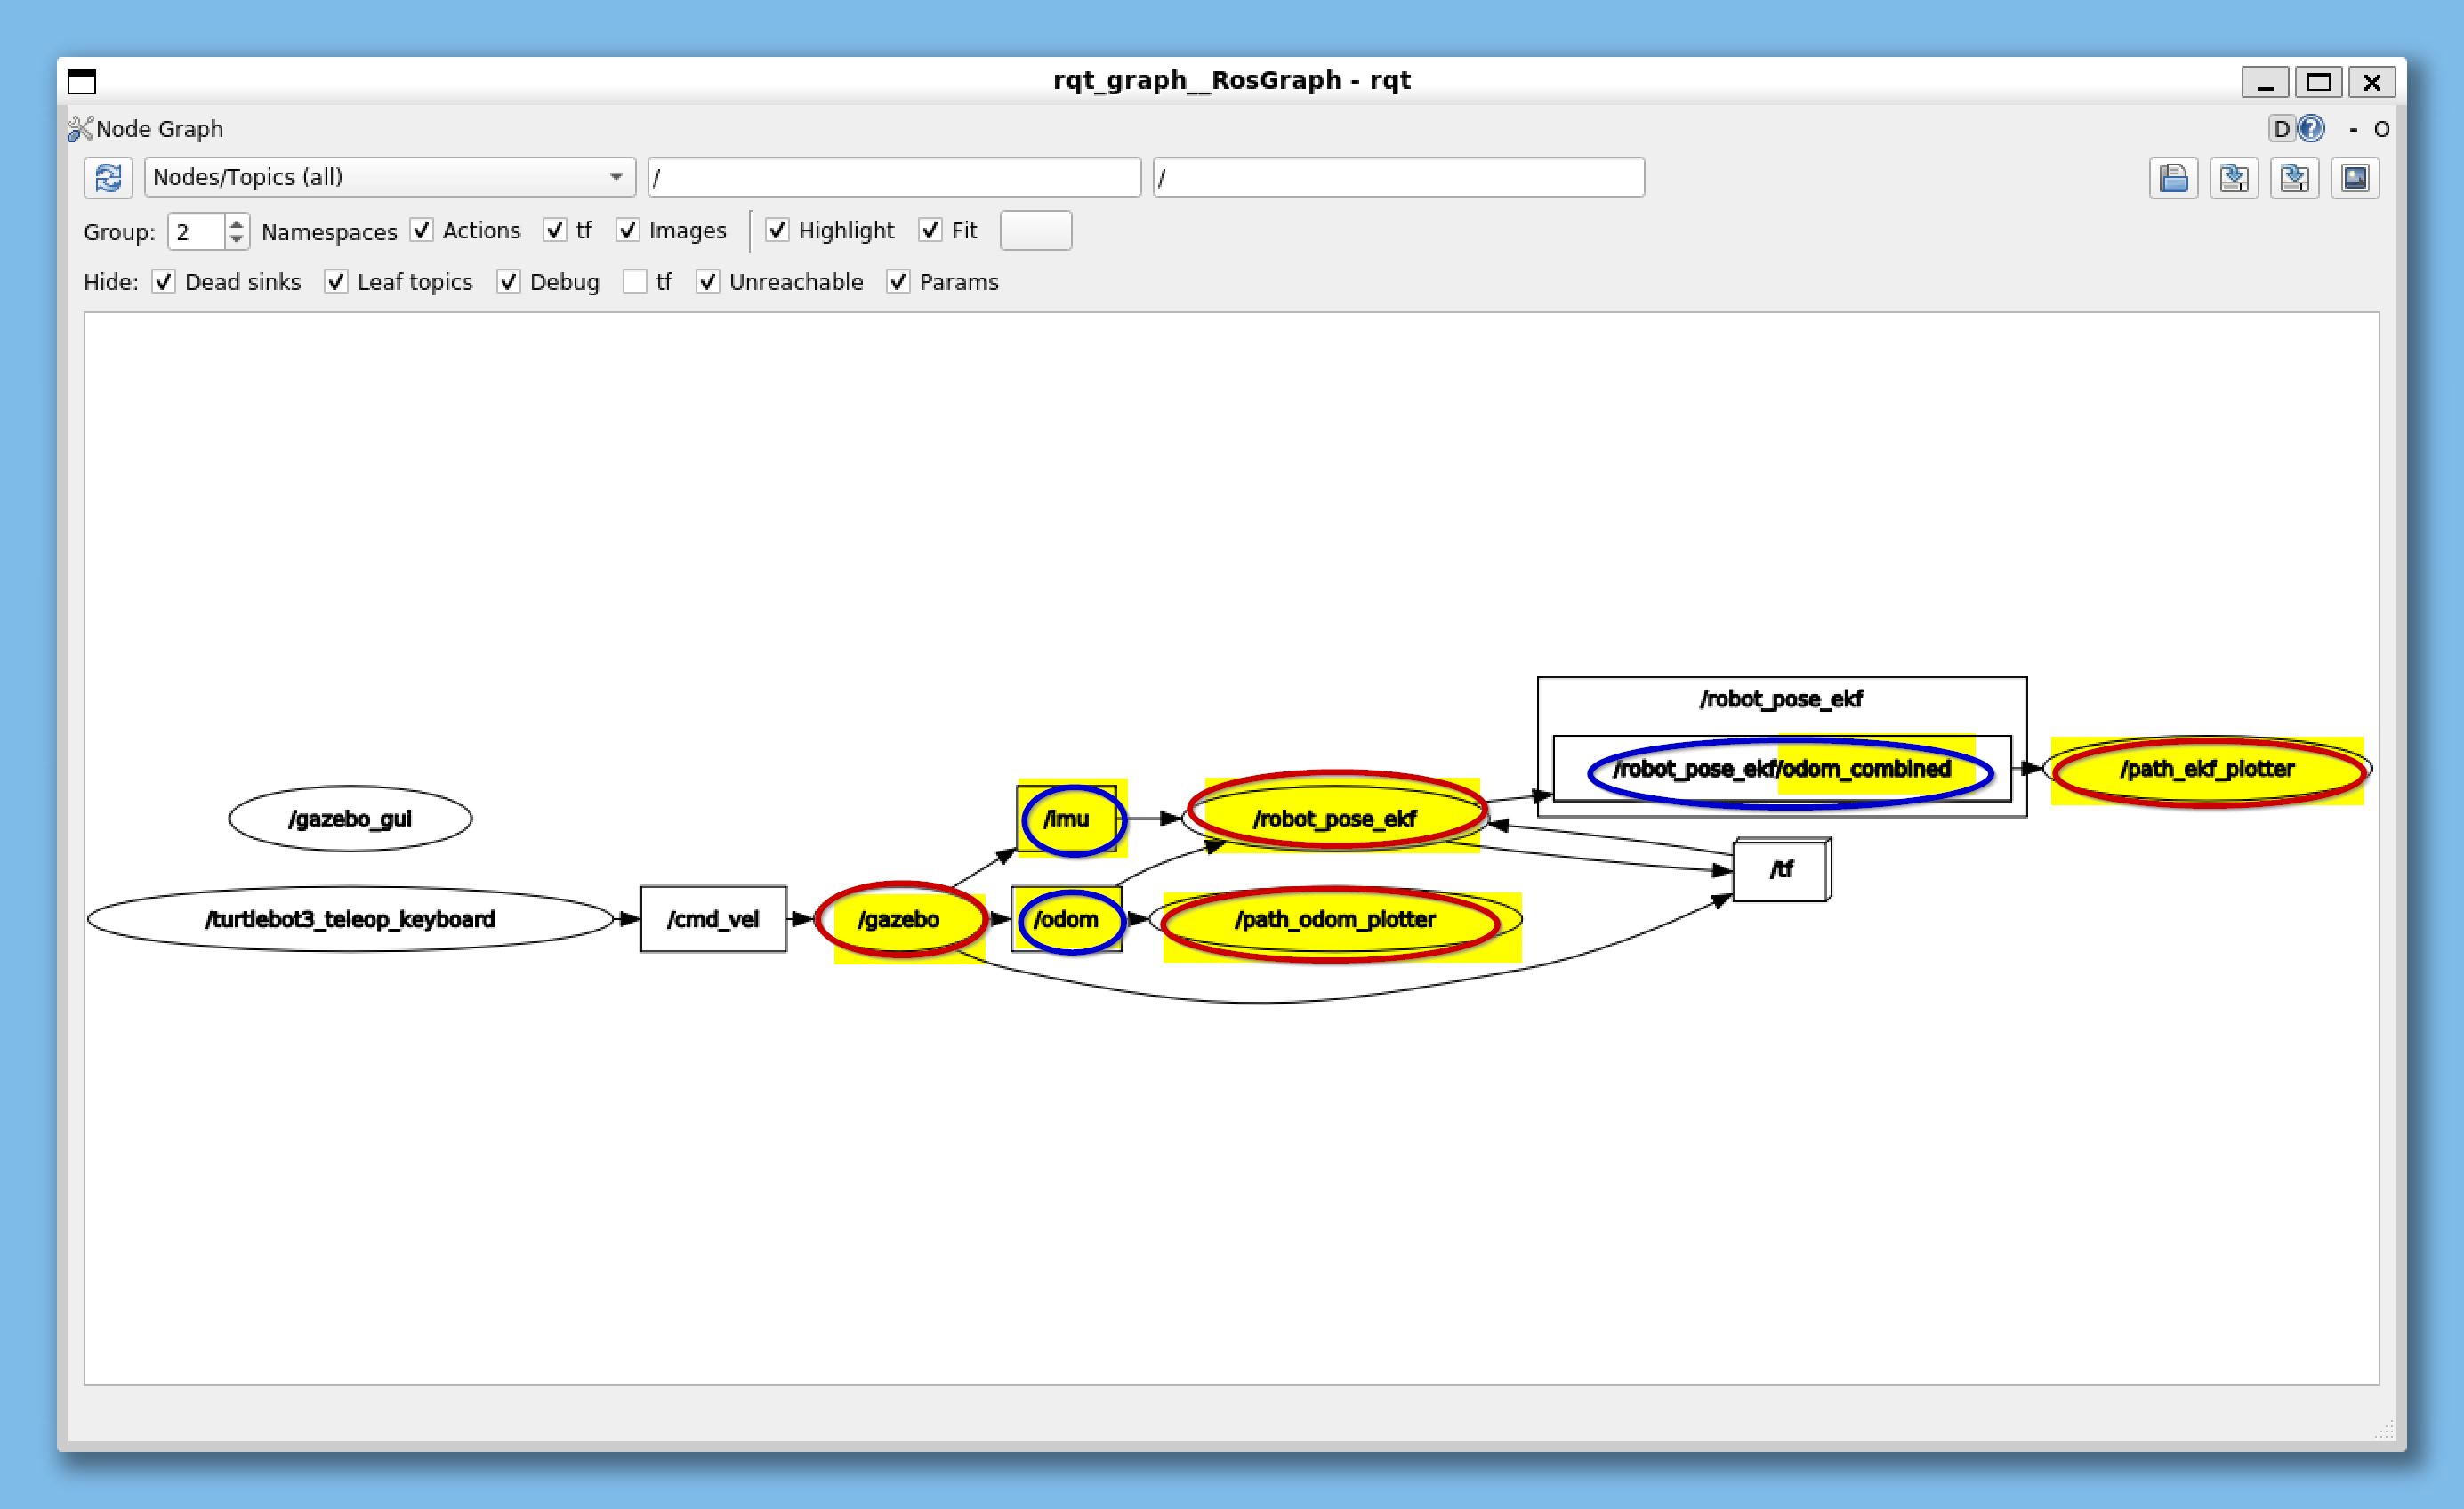 rqt_graph__RosGraph - rqt
Node Graph
D ? - O
Nodes/Topics (all) / /
Group: 2 Namespaces Actions tf Images Highlight Fit
Hide: Dead sinks Leaf topics Debug tf Unreachable Params
/robot_pose_ekf
/robot_pose_ekf/odom_combined
/path_ekf_plotter
/gazebo_gui
/imu
/robot_pose_ekf
/tf
/turtlebot3_teleop_keyboard
/cmd_vel
/gazebo
/odom
/path_odom_plotter